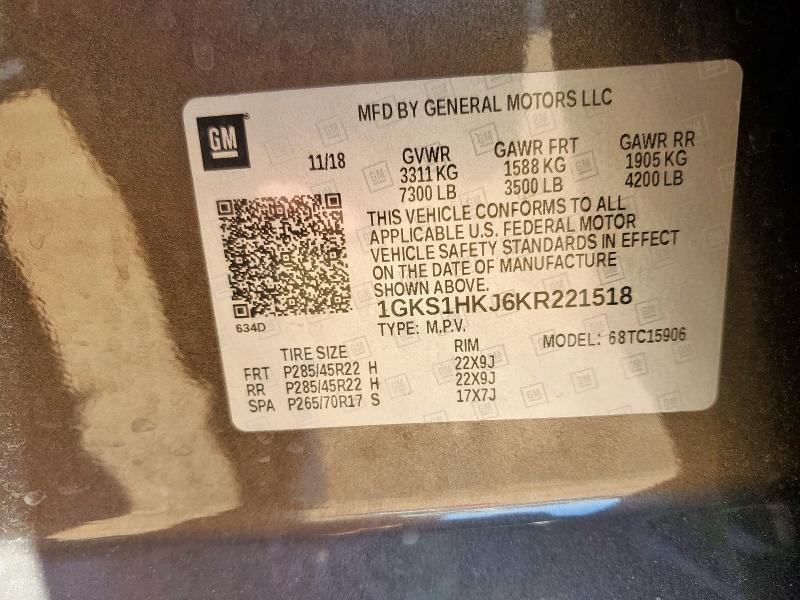 MFD BY GENERAL MOTORS LLC
GM
11/18
GVWR GAWR FRT GAWR RR
3311 KG 1588 KG 1905 KG
7300 LB 3500 LB 4200 LB
THIS VEHICLE CONFORMS TO ALL
APPLICABLE U.S. FEDERAL MOTOR
VEHICLE SAFETY STANDARDS IN EFFECT
ON THE DATE OF MANUFACTURE
SHOWN ABOVE.
1GKS1HKJ6KR221518
634D
TYPE: M.P.V. MODEL: 68TC15906
TIRE SIZE RIM
FRT P285/45R22 H 22X9J
RR P285/45R22 H 22X9J
SPA P265/70R17 S 17X7J